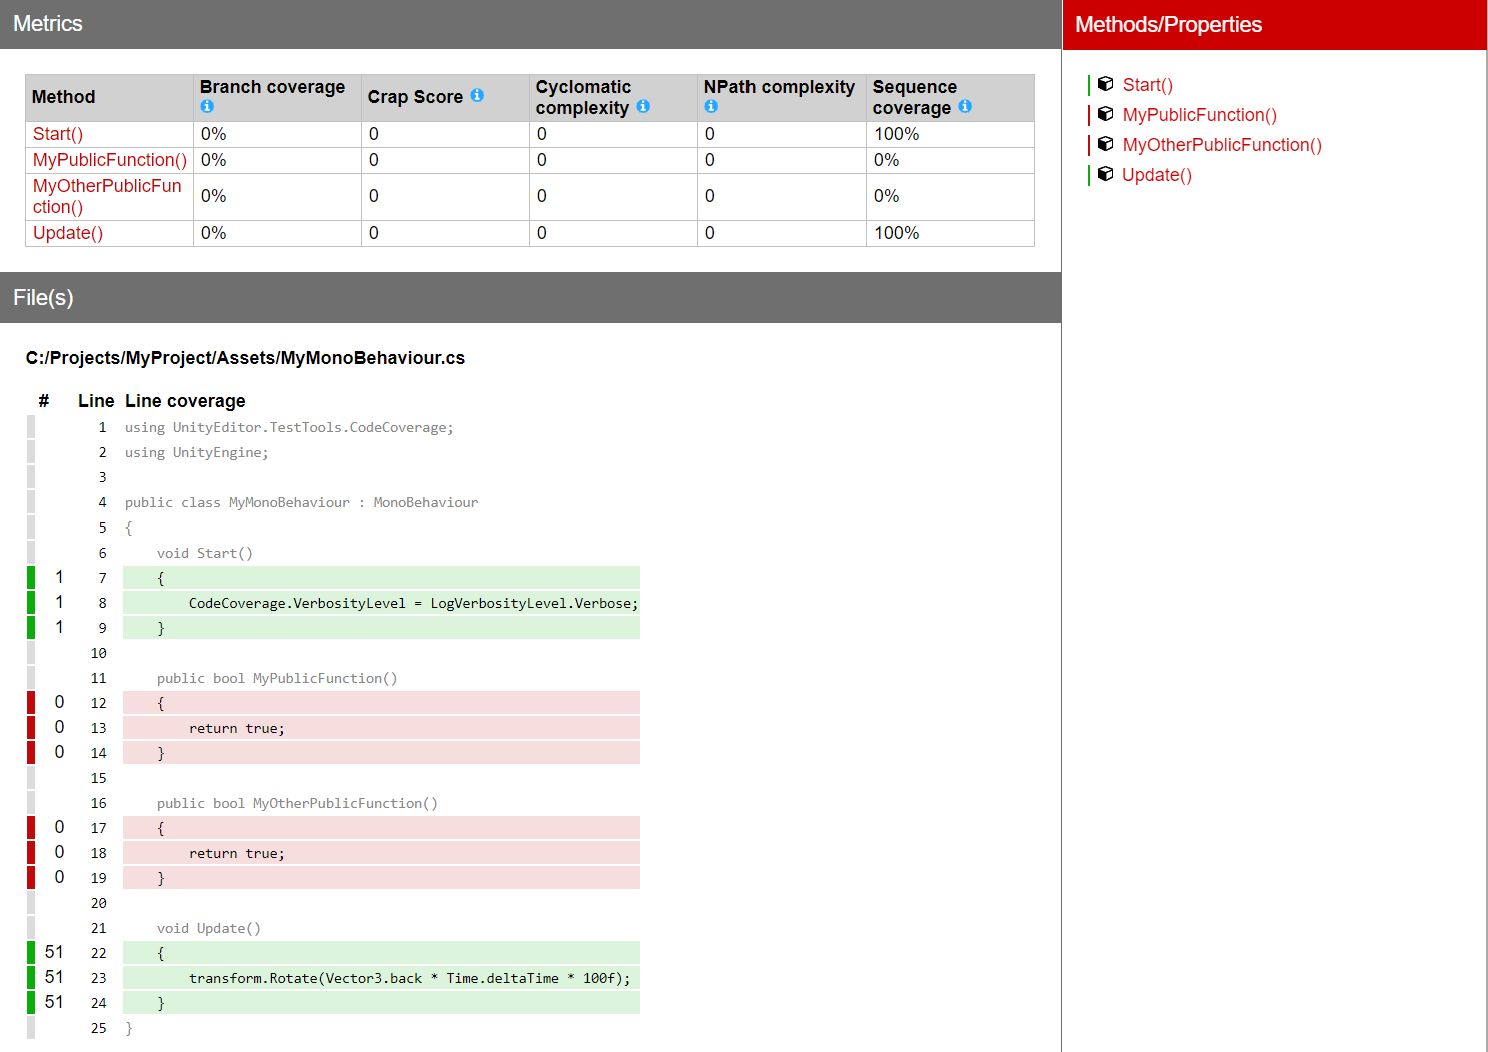 Metrics
Method Branch coverage Crap Score Cyclomatic complexity NPath complexity Sequence coverage
Start() 0% 0 0 0 100%
MyPublicFunction() 0% 0 0 0 0%
MyOtherPublicFunction() 0% 0 0 0 0%
Update() 0% 0 0 0 100%
File(s)
C:/Projects/MyProject/Assets/MyMonoBehaviour.cs
# Line Line coverage
1 using UnityEditor.TestTools.CodeCoverage;
2 using UnityEngine;
3
4 public class MyMonoBehaviour : MonoBehaviour
5 {
6 void Start()
1 7 {
1 8 CodeCoverage.VerbosityLevel = LogVerbosityLevel.Verbose;
1 9 }
10
11 public bool MyPublicFunction()
0 12 {
0 13 return true;
0 14 }
15
16 public bool MyOtherPublicFunction()
0 17 {
0 18 return true;
0 19 }
20
21 void Update()
51 22 {
51 23 transform.Rotate(Vector3.back * Time.deltaTime * 100f);
51 24 }
25 }
Methods/Properties
Start()
MyPublicFunction()
MyOtherPublicFunction()
Update()